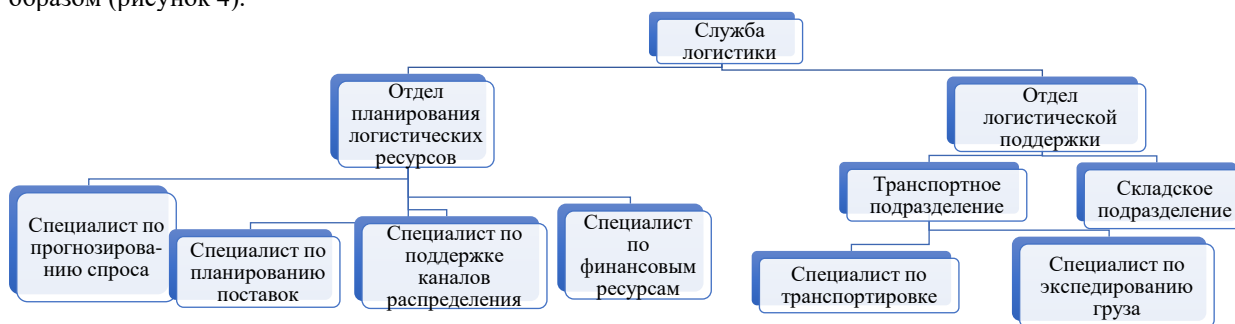 образом (рисунок 4).
Служба
логистики
Отдел
планирования
логистических
ресурсов
Отдел
логистической
поддержки
Транспортное
подразделение
Складское
подразделение
Специалист по
прогнозирова-
нию спроса
Специалист по
планированию
поставок
Специалист по
поддержке
каналов
распределения
Специалист
по
финансовым
ресурсам
Специалист по
транспортировке
Специалист по
экспедированию
груза